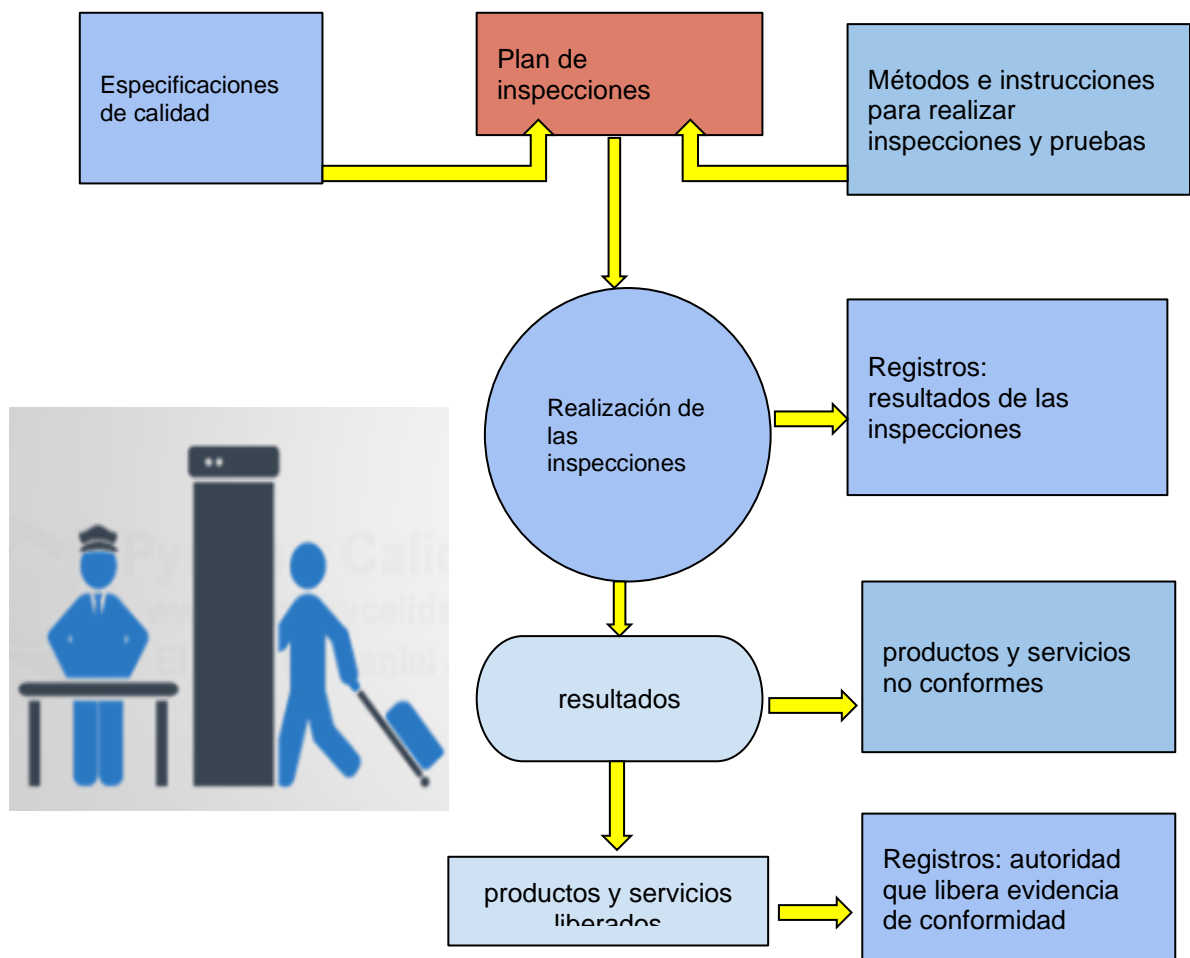 Especificaciones
de calidad
Plan de
inspecciones
Métodos e instrucciones
para realizar
inspecciones y pruebas
Realización de
las
inspecciones
Registros:
resultados de las
inspecciones
resultados
productos y servicios
no conformes
productos y servicios
liberados
Registros: autoridad
que libera evidencia
de conformidad